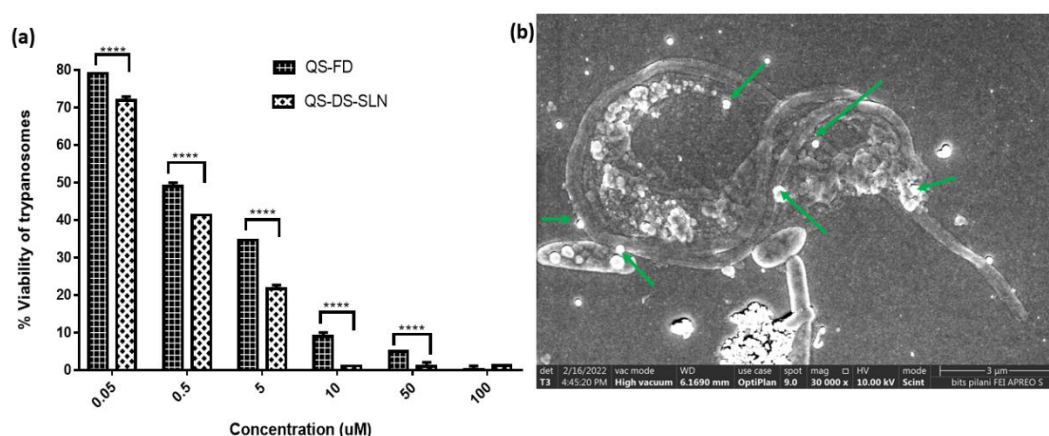 (a)
****
QS-FD
QS-DS-SLN
****
****
****
****
80
70
60
50
40
30
20
10
0
% Viability of trypanosomes
0.05
0.5
5
10
50
100
Concentration (uM)
(b)
det 2/16/2022 vac mode WD use case spot mag HV mode 3 μm
T3 4:45:20 PM High vacuum 6.1690 mm OptiPlan 9.0 30 000 x 10.00 kV Scint bits pilani FEI APREO S